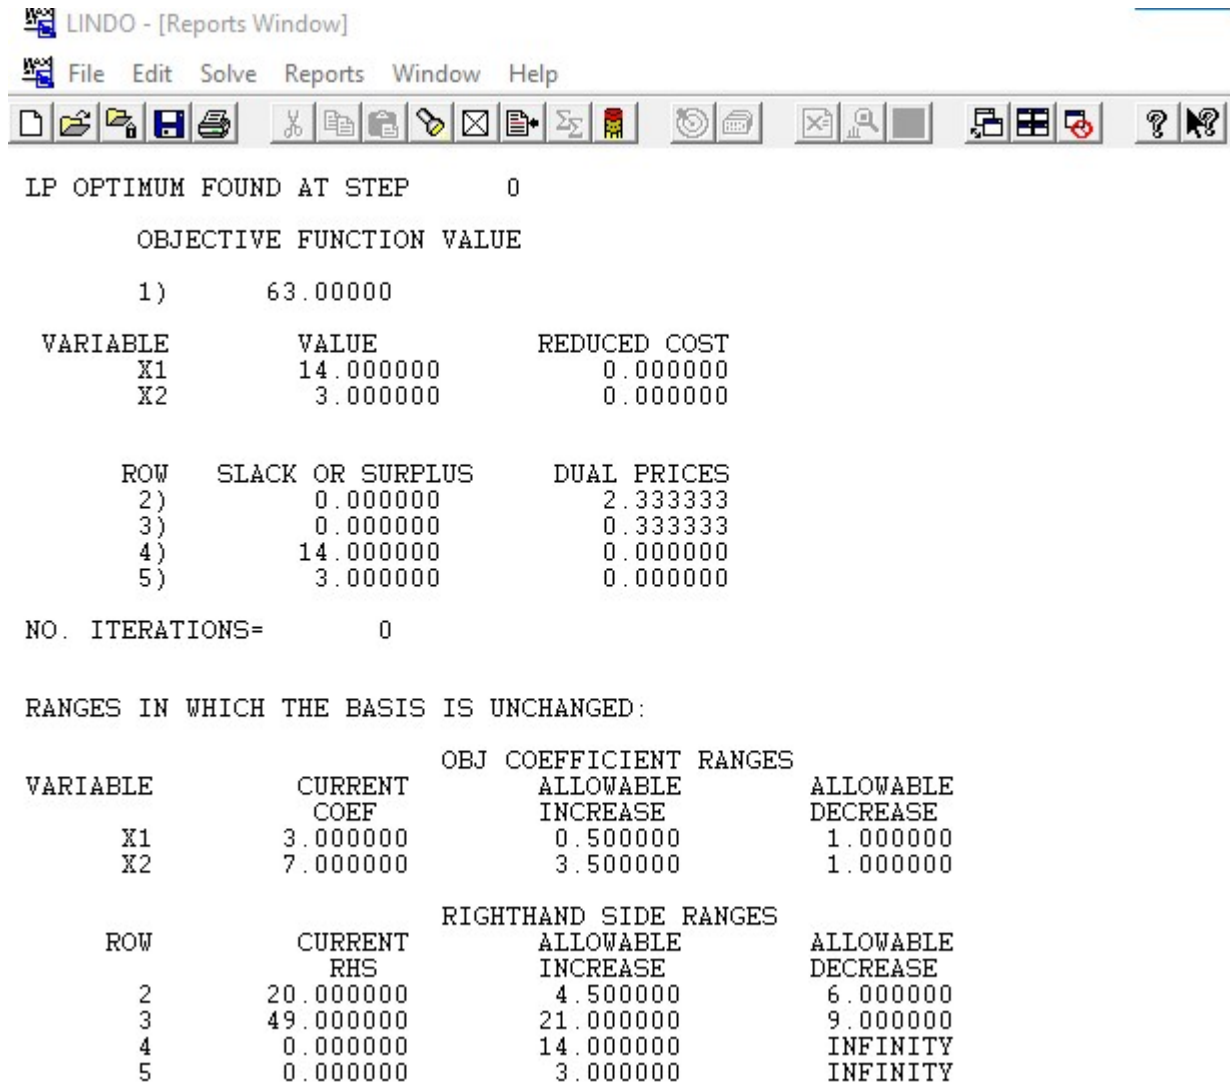 LINDO - [Reports Window]
File Edit Solve Reports Window Help
LP OPTIMUM FOUND AT STEP 0
OBJECTIVE FUNCTION VALUE
1) 63.00000
VARIABLE VALUE REDUCED COST
X1 14.000000 0.000000
X2 3.000000 0.000000
ROW SLACK OR SURPLUS DUAL PRICES
2) 0.000000 2.333333
3) 0.000000 0.333333
4) 14.000000 0.000000
5) 3.000000 0.000000
NO. ITERATIONS= 0
RANGES IN WHICH THE BASIS IS UNCHANGED:
OBJ COEFFICIENT RANGES
VARIABLE CURRENT ALLOWABLE ALLOWABLE
COEF INCREASE DECREASE
X1 3.000000 0.500000 1.000000
X2 7.000000 3.500000 1.000000
RIGHTHAND SIDE RANGES
ROW CURRENT ALLOWABLE ALLOWABLE
RHS INCREASE DECREASE
2 20.000000 4.500000 6.000000
3 49.000000 21.000000 9.000000
4 0.000000 14.000000 INFINITY
5 0.000000 3.000000 INFINITY